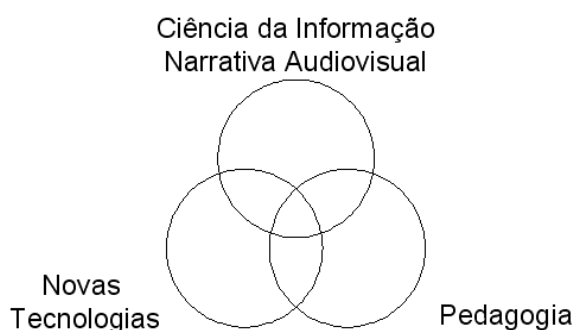 Ciência da Informação
Narrativa Audiovisual
Novas
Tecnologias
Pedagogia